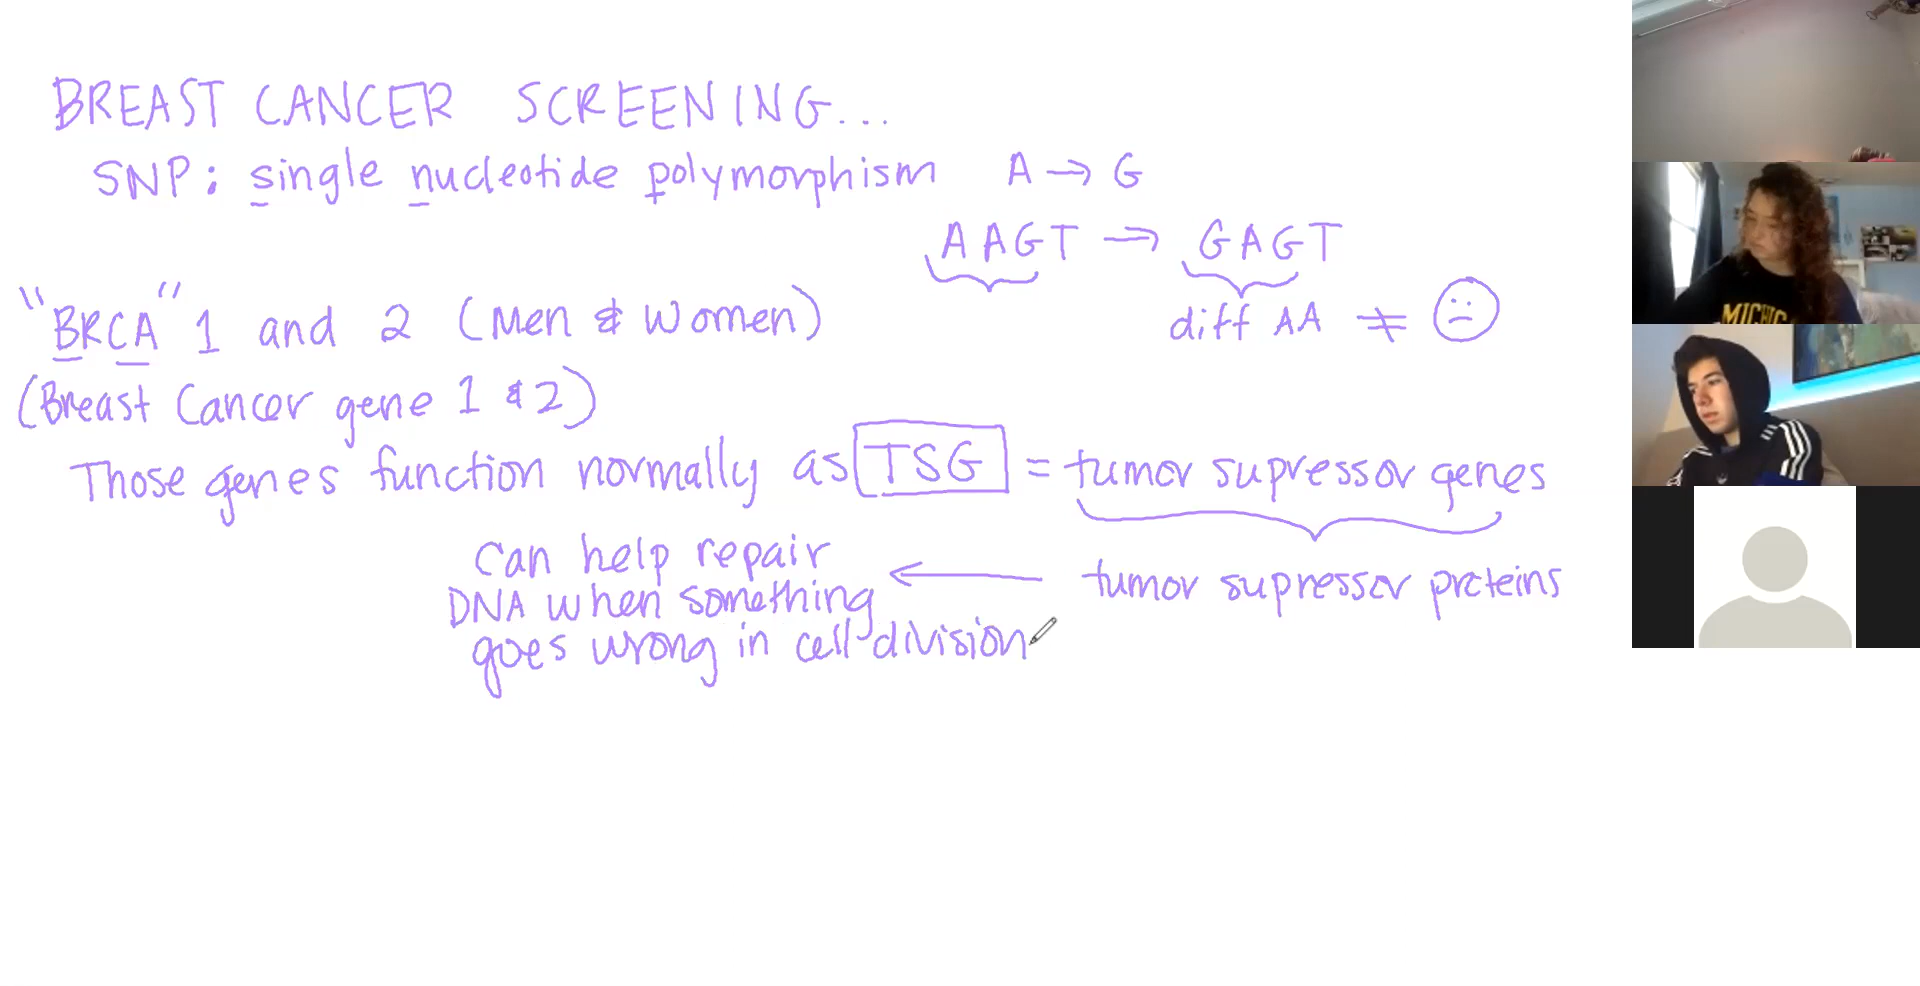 BREAST CANCER SCREENING...
SNP: single nucleotide polymorphism A → G
AAGT → GAGT
"BRCA" 1 and 2 (Men & Women)
diff AA ≠ ☹
(Breast Cancer gene 1 & 2)
Those genes function normally as TSG = tumor supressor genes
can help repair
DNA when something
goes wrong in cell division
← tumor supressor proteins
MICHIG